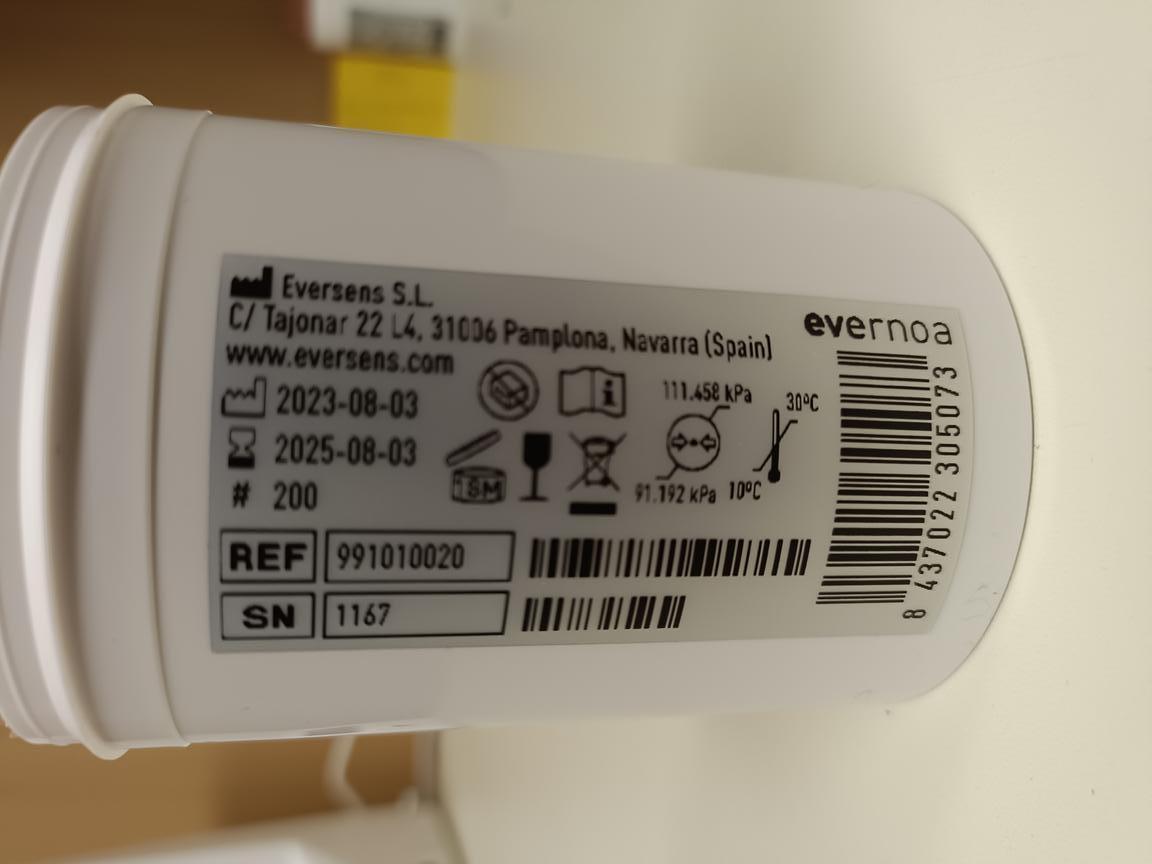 Eversens S.L.
C/ Tajonar 22 L4, 31006 Pamplona, Navarra (Spain)
www.eversens.com
2023-08-03
2025-08-03
# 200
18M
111.458 kPa
91.192 kPa
30ºC
10ºC
REF 991010020
SN 1167
evernoa
8 437022 305073